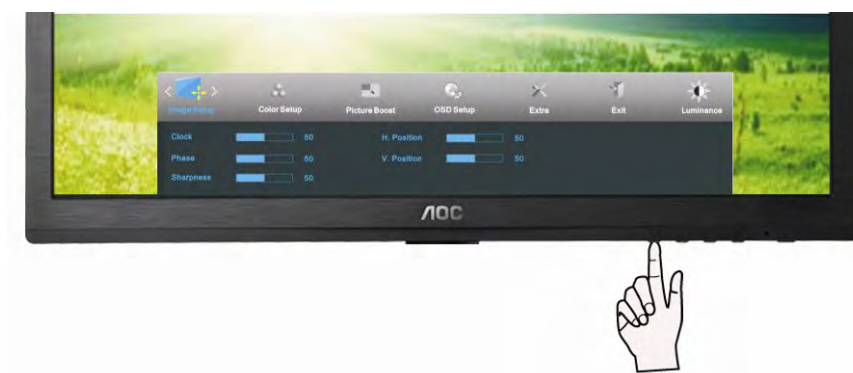 Image Setup Color Setup Picture Boost OSD Setup Extra Exit Luminance
Clock 50 H. Position 50
Phase 50 V. Position 50
Sharpness 50
AOC